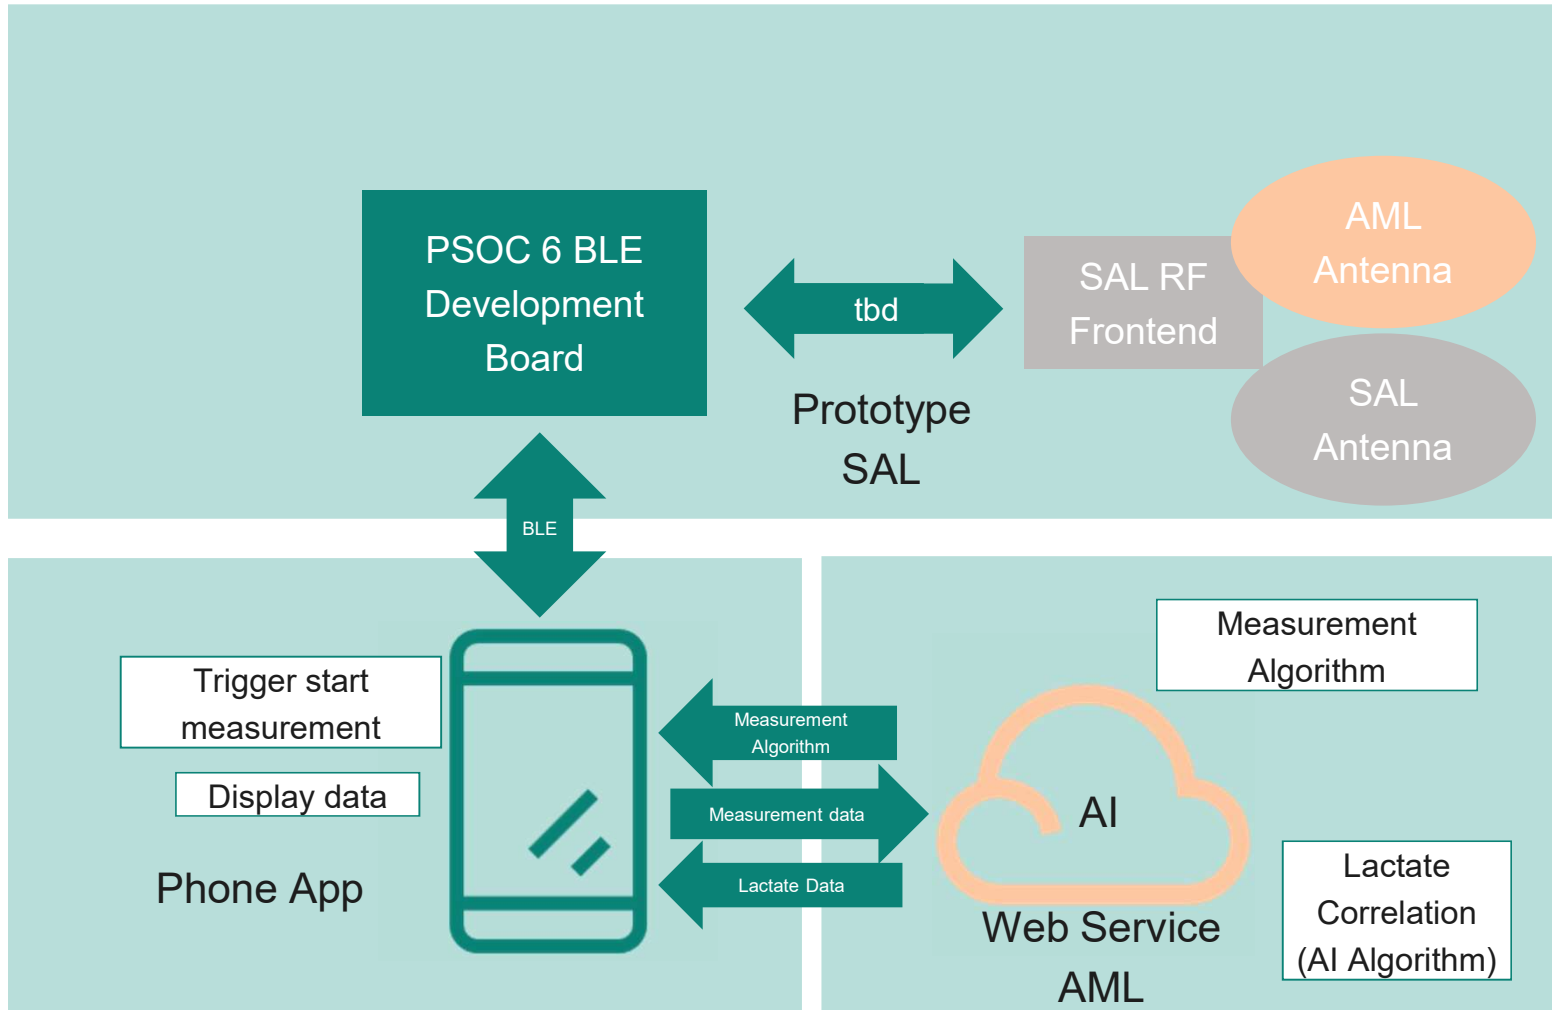 PSOC 6 BLE
Development
Board
tbd
Prototype
SAL
SAL RF
Frontend
AML
Antenna
SAL
Antenna
BLE
Trigger start
measurement
Display data
Phone App
Measurement
Algorithm
Measurement data
Lactate Data
Measurement
Algorithm
AI
Web Service
AML
Lactate
Correlation
(AI Algorithm)